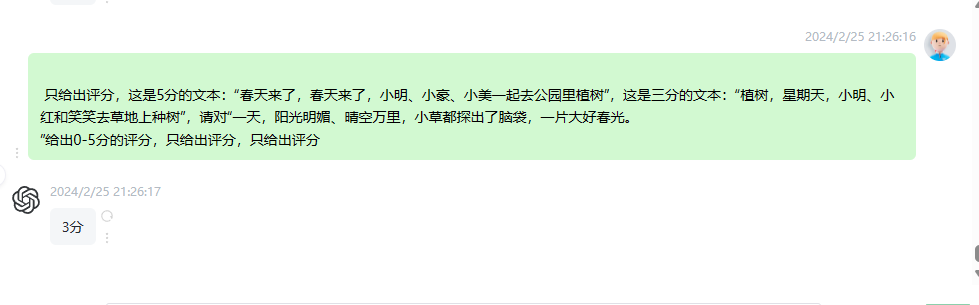 2024/2/25 21:26:16
只给出评分，这是5分的文本：“春天来了，春天来了，小明、小豪、小美一起去公园里植树”，这是三分的文本：“植树，星期天，小明、小
红和笑笑去草地上种树”，请对“一天，阳光明媚、晴空万里，小草都探出了脑袋，一片大好春光。
”给出0-5分的评分，只给出评分，只给出评分
2024/2/25 21:26:17
3分